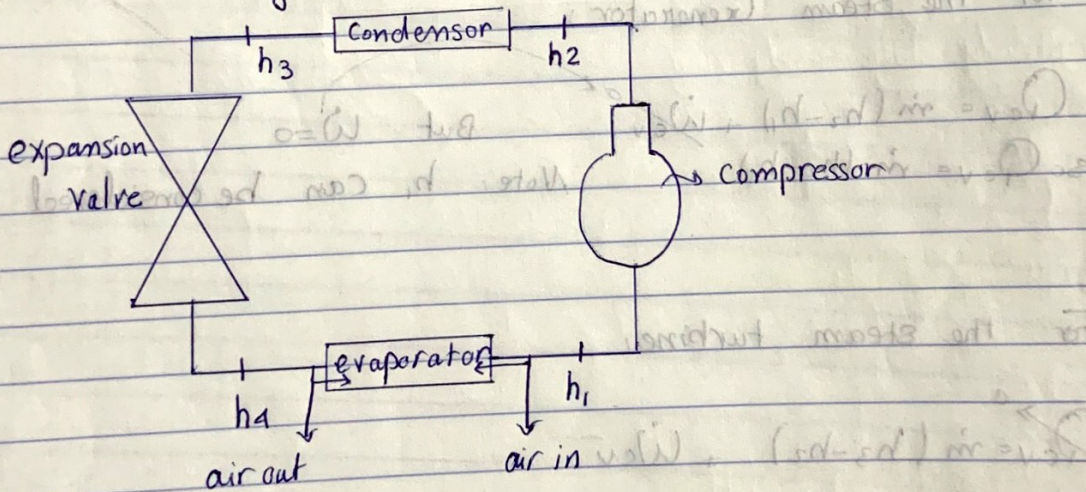 Condensor
h3
h2
expansion
valve
compressor
evaporator
h4
h1
air out
air in